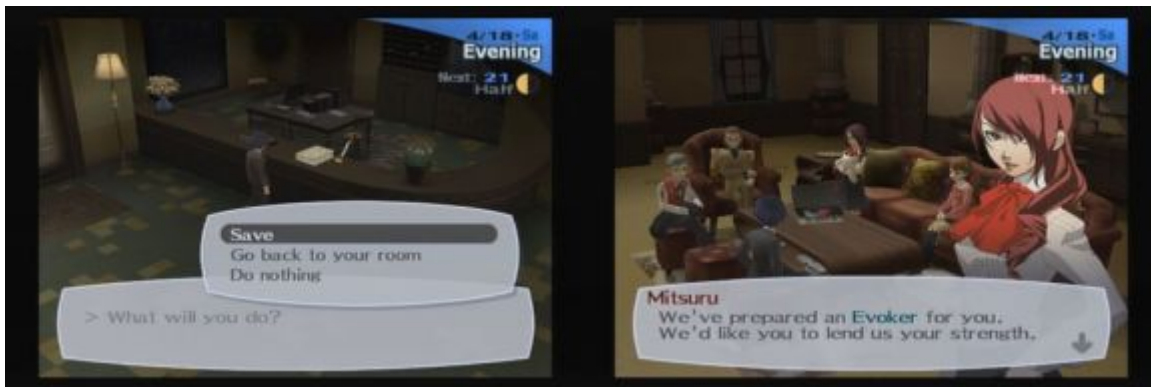 4/18·Sa
Evening
Next: 21
Half
Save
Go back to your room
Do nothing
> What will you do?
4/18·Sa
Evening
Next: 21
Half
Mitsuru
We've prepared an Evoker for you.
We'd like you to lend us your strength.